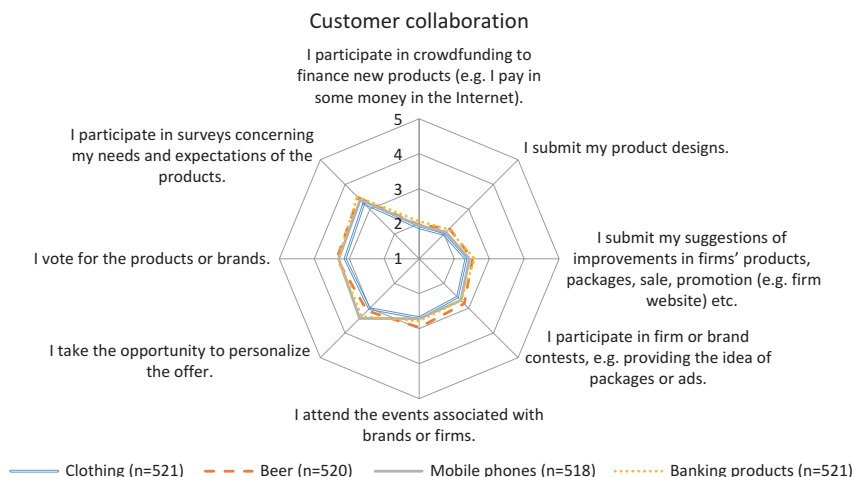 Customer collaboration
I participate in crowdfunding to
finance new products (e.g. I pay in
some money in the Internet).
I submit my product designs.
I submit my suggestions of
improvements in firms' products,
packages, sale, promotion (e.g. firm
website) etc.
I participate in firm or brand
contests, e.g. providing the idea of
packages or ads.
I attend the events associated with
brands or firms.
I take the opportunity to personalize
the offer.
I vote for the products or brands.
I participate in surveys concerning
my needs and expectations of the
products.
5
4
3
2
1
Clothing (n=521)
Beer (n=520)
Mobile phones (n=518)
Banking products (n=521)